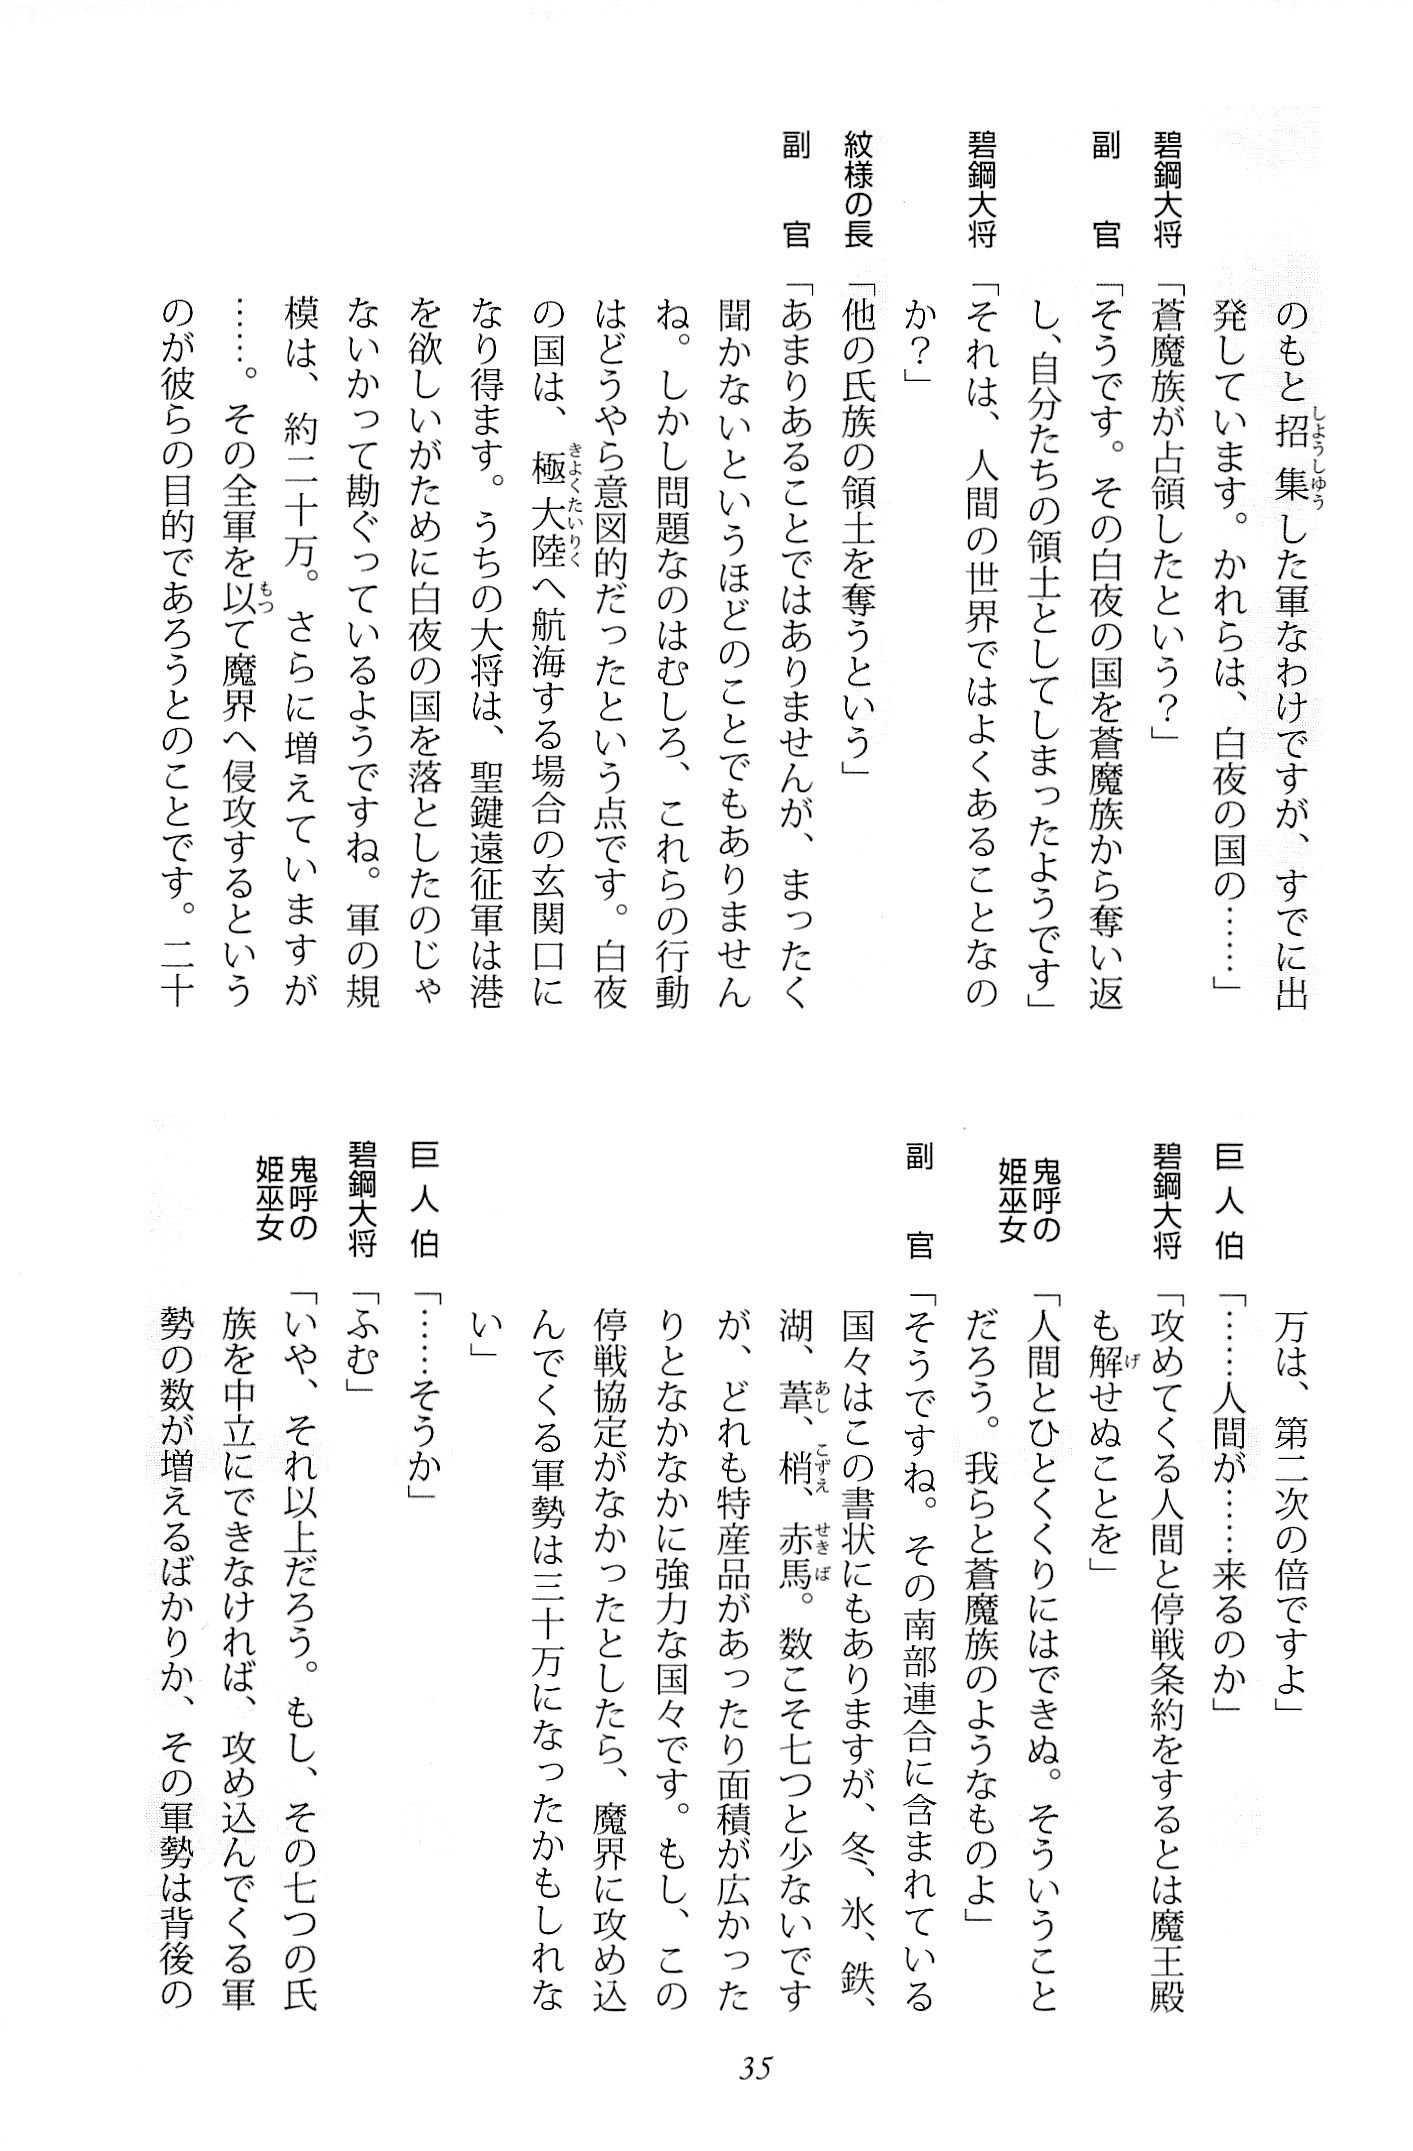 のもと招集した軍なわけですが、すでに出
発しています。かれらは、白夜の国の……」
碧鋼大将「蒼魔族が占領したという？」
副官「そうです。その白夜の国を蒼魔族から奪い返
し、自分たちの領土としてしまったようです」
碧鋼大将「それは、人間の世界ではよくあることなの
か？」
紋様の長「他の氏族の領土を奪うという」
副官「あまりあることではありませんが、まったく
聞かないというほどのことでもありません
ね。しかし問題なのはむしろ、これらの行動
はどうやら意図的だったという点です。白夜
の国は、極大陸へ航海する場合の玄関口に
なり得ます。うちの大将は、聖鍵遠征軍は港
を欲しいがために白夜の国を落としたのじゃ
ないかって勘ぐっているようですね。軍の規
模は、約二十万。さらに増えていますが
……。その全軍を以て魔界へ侵攻するという
のが彼らの目的であろうとのことです。二十
万は、第二次の倍ですよ」
巨人伯「……人間が……来るのか」
碧鋼大将「攻めてくる人間と停戦条約をするとは魔王殿
も解せぬことを」
鬼呼の姫巫女「人間とひとくくりにはできぬ。そういうこと
だろう。我らと蒼魔族のようなものよ」
副官「そうですね。その南部連合に含まれている
国々はこの書状にもありますが、冬、氷、鉄、
湖、葦、梢、赤馬。数こそ七つと少ないです
が、どれも特産品があったり面積が広かった
りとなかなかに強力な国々です。もし、この
停戦協定がなかったとしたら、魔界に攻め込
んでくる軍勢は三十万になったかもしれな
い」
巨人伯「……そうか」
碧鋼大将「ふむ」
鬼呼の姫巫女「いや、それ以上だろう。もし、その七つの氏
族を中立にできなければ、攻め込んでくる軍
勢の数が増えるばかりか、その軍勢は背後の
35